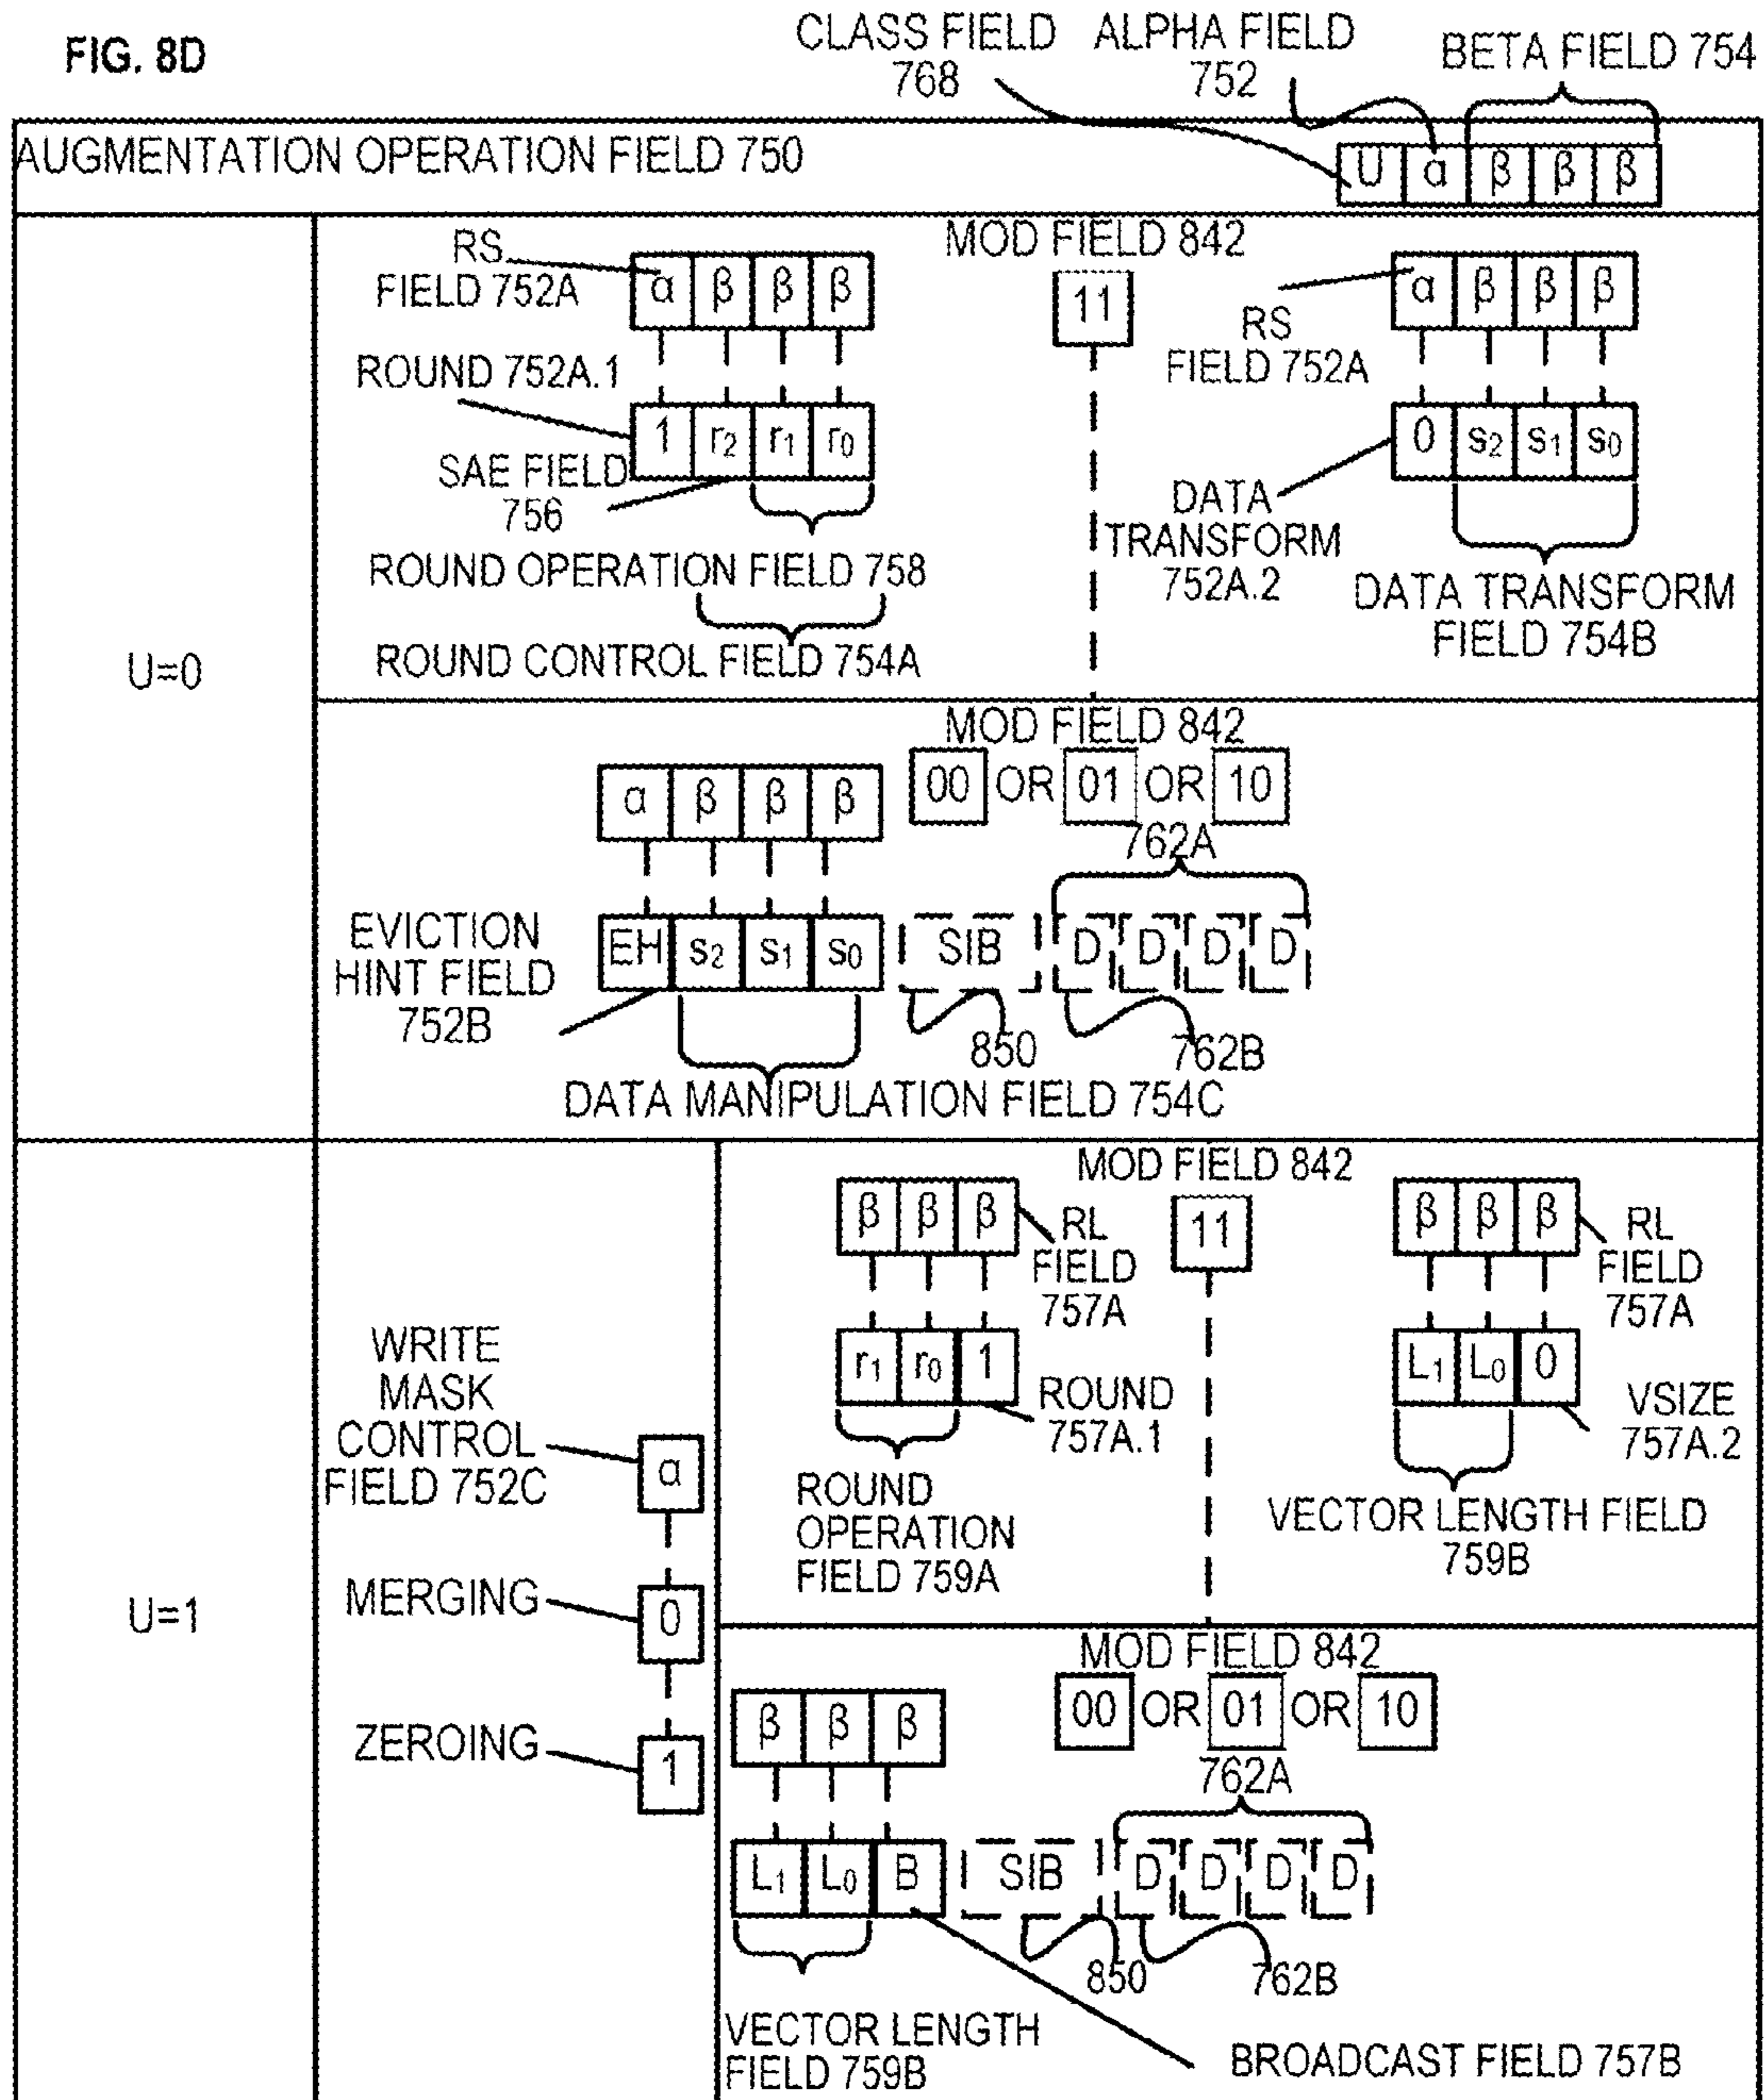 FIG. 8D
CLASS FIELD
768
ALPHA FIELD
752
BETA FIELD 754
AUGMENTATION OPERATION FIELD 750
U α β β β
U=0
MOD FIELD 842
11
RS
FIELD 752A
α β β β
ROUND 752A.1
1 r2 r1 r0
SAE FIELD
756
ROUND OPERATION FIELD 758
ROUND CONTROL FIELD 754A
α β β β
RS
FIELD 752A
0 s2 s1 s0
DATA
TRANSFORM
752A.2
DATA TRANSFORM
FIELD 754B
MOD FIELD 842
00 OR 01 OR 10
α β β β
762A
EVICTION
HINT FIELD
752B
EH s2 s1 s0 SIB D D D D
850
762B
DATA MANIPULATION FIELD 754C
U=1
WRITE
MASK
CONTROL
FIELD 752C
α
MERGING
0
ZEROING
1
MOD FIELD 842
11
β β β
RL
FIELD
757A
r1 r0 1
ROUND
757A.1
ROUND
OPERATION
FIELD 759A
β β β
RL
FIELD
757A
L1 L0 0
VSIZE
757A.2
VECTOR LENGTH FIELD
759B
MOD FIELD 842
00 OR 01 OR 10
β β β
762A
L1 L0 B SIB D D D D
850
762B
VECTOR LENGTH
FIELD 759B
BROADCAST FIELD 757B